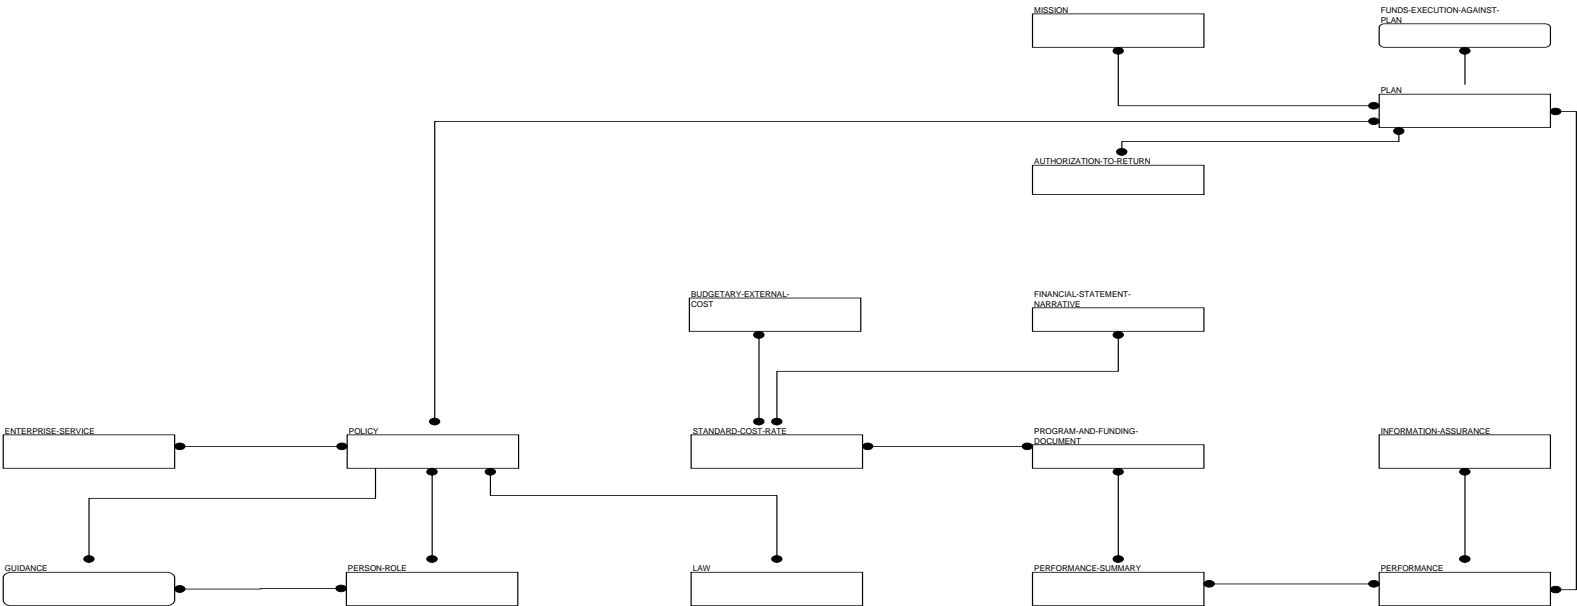 MISSION
FUNDS-EXECUTION-AGAINST-
PLAN
PLAN
AUTHORIZATION-TO-RETURN
BUDGETARY-EXTERNAL-
COST
FINANCIAL-STATEMENT-
NARRATIVE
ENTERPRISE-SERVICE
POLICY
STANDARD-COST-RATE
PROGRAM-AND-FUNDING-
DOCUMENT
INFORMATION-ASSURANCE
GUIDANCE
PERSON-ROLE
LAW
PERFORMANCE-SUMMARY
PERFORMANCE